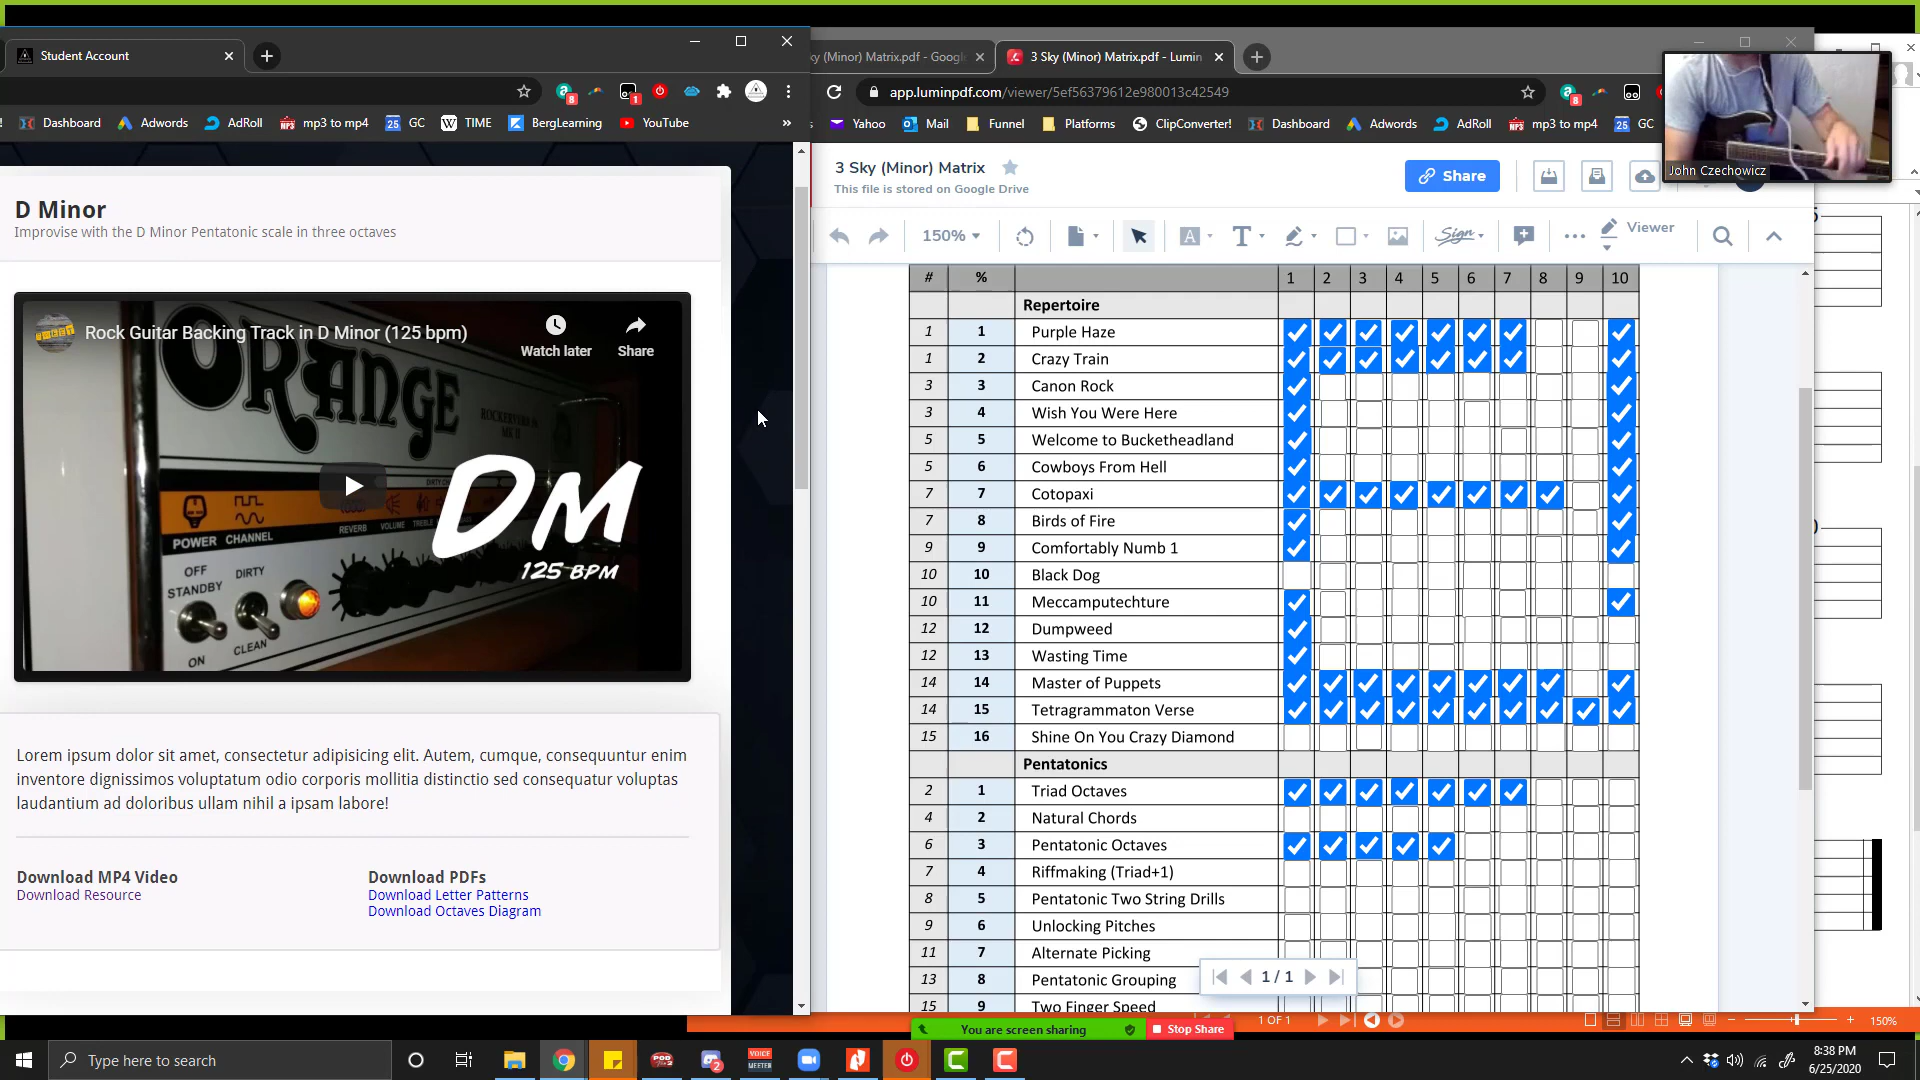 Student Account
Dashboard Adwords AdRoll mp3 to mp4 25 GC TIME BergLearning YouTube »
D Minor
Improvise with the D Minor Pentatonic scale in three octaves
Rock Guitar Backing Track in D Minor (125 bpm)
Watch later Share
ORANGE
POWER CHANNEL
REVERB VOLUME
OFF
STANDBY DIRTY
ON CLEAN
DM
125 BPM
Lorem ipsum dolor sit amet, consectetur adipisicing elit. Autem, cumque, consequuntur enim
inventore dignissimos voluptatum odio corporis mollitia distinctio sed consequatur voluptas
laudantium ad doloribus ullam nihil a ipsam labore!
Download MP4 Video
Download Resource
Download PDFs
Download Letter Patterns
Download Octaves Diagram
ky (Minor) Matrix.pdf - Googl
3 Sky (Minor) Matrix.pdf - Lumin
app.luminpdf.com/viewer/5ef56379612e980013c42549
Yahoo Mail Funnel Platforms ClipConverter! Dashboard Adwords AdRoll mp3 to mp4 25 GC
John Czechowicz
3 Sky (Minor) Matrix
This file is stored on Google Drive
Share
150% Sign Viewer
# % 1 2 3 4 5 6 7 8 9 10
Repertoire
1 1 Purple Haze
1 2 Crazy Train
3 3 Canon Rock
3 4 Wish You Were Here
5 5 Welcome to Bucketheadland
5 6 Cowboys From Hell
7 7 Cotopaxi
7 8 Birds of Fire
9 9 Comfortably Numb 1
10 10 Black Dog
10 11 Meccamputechture
12 12 Dumpweed
12 13 Wasting Time
14 14 Master of Puppets
14 15 Tetragrammaton Verse
15 16 Shine On You Crazy Diamond
Pentatonics
2 1 Triad Octaves
4 2 Natural Chords
6 3 Pentatonic Octaves
7 4 Riffmaking (Triad+1)
8 5 Pentatonic Two String Drills
9 6 Unlocking Pitches
11 7 Alternate Picking
13 8 Pentatonic Grouping
15 9 Two Finger Speed
1 / 1
You are screen sharing Stop Share
1 OF 1 150%
Type here to search
VOICE
MEETER
8:38 PM
6/25/2020